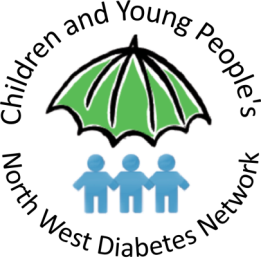 Children and Young People's
North West Diabetes Network